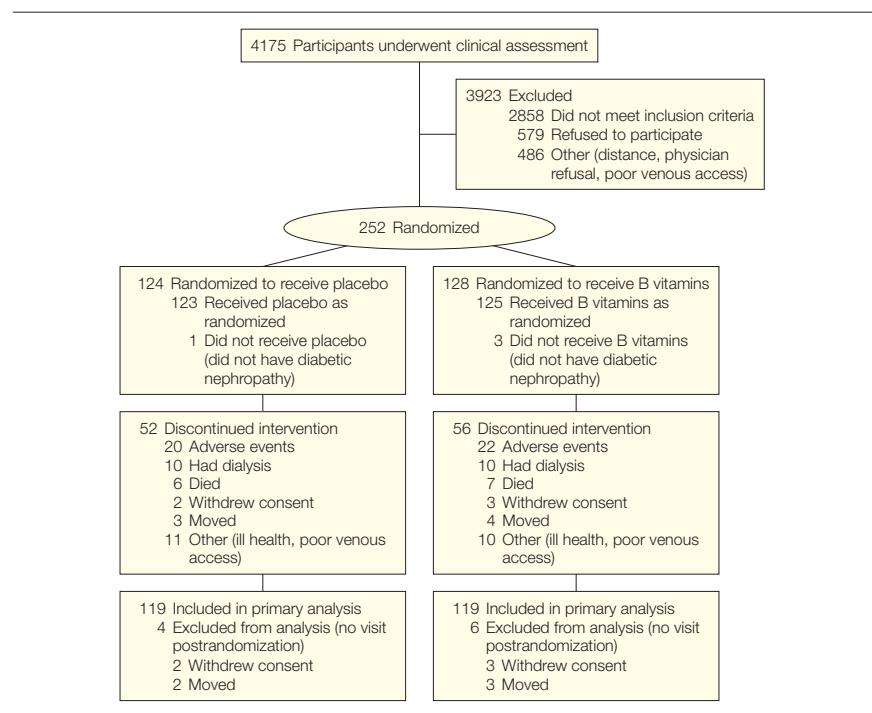 4175 Participants underwent clinical assessment
3923 Excluded
2858 Did not meet inclusion criteria
579 Refused to participate
486 Other (distance, physician
refusal, poor venous access)
252 Randomized
124 Randomized to receive placebo
123 Received placebo as
randomized
1 Did not receive placebo
(did not have diabetic
nephropathy)
128 Randomized to receive B vitamins
125 Received B vitamins as
randomized
3 Did not receive B vitamins
(did not have diabetic
nephropathy)
52 Discontinued intervention
20 Adverse events
10 Had dialysis
6 Died
2 Withdrew consent
3 Moved
11 Other (ill health, poor venous
access)
56 Discontinued intervention
22 Adverse events
10 Had dialysis
7 Died
3 Withdrew consent
4 Moved
10 Other (ill health, poor venous
access)
119 Included in primary analysis
4 Excluded from analysis (no visit
postrandomization)
2 Withdrew consent
2 Moved
119 Included in primary analysis
6 Excluded from analysis (no visit
postrandomization)
3 Withdrew consent
3 Moved